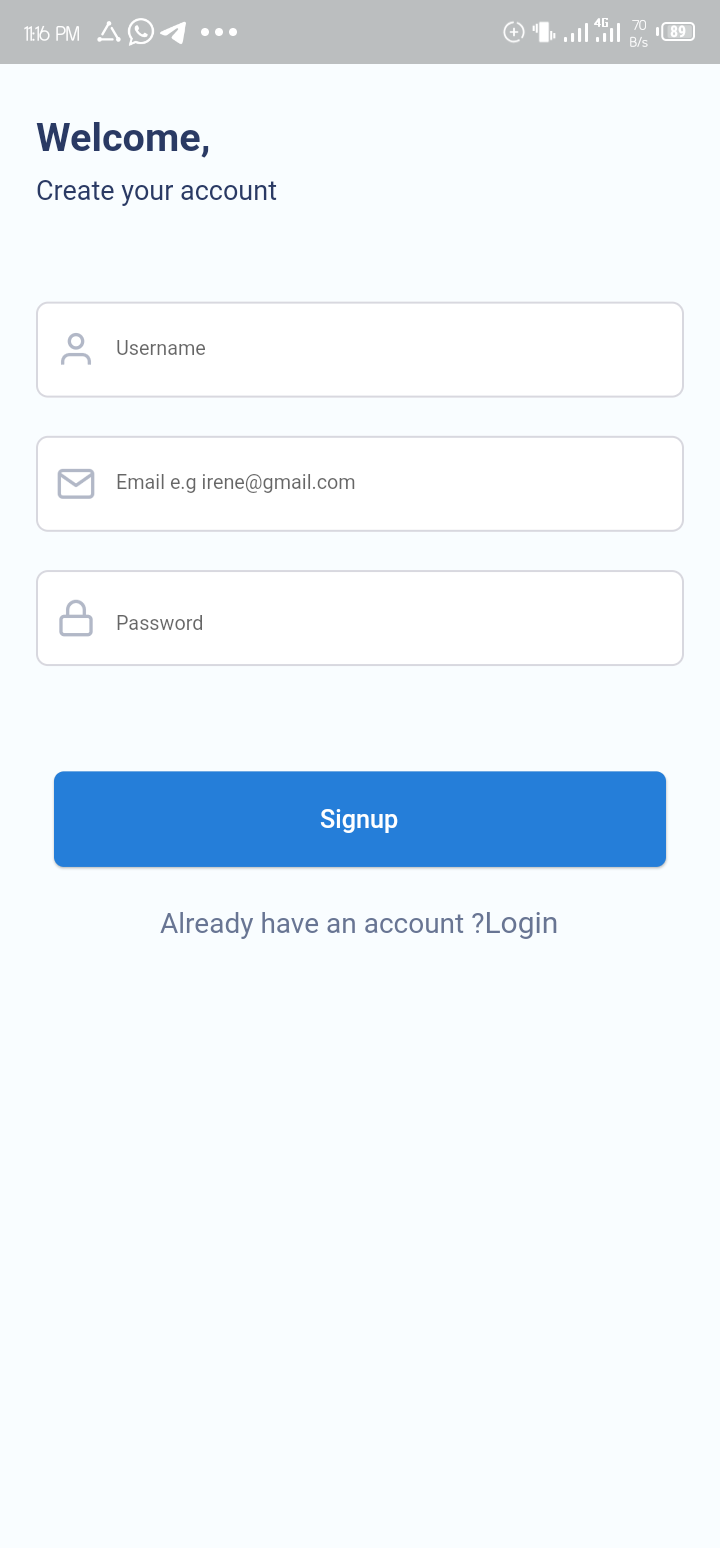 11:16 PM 4G 70 B/s 89
Welcome,
Create your account
Username
Email e.g irene@gmail.com
Password
Signup
Already have an account ?Login